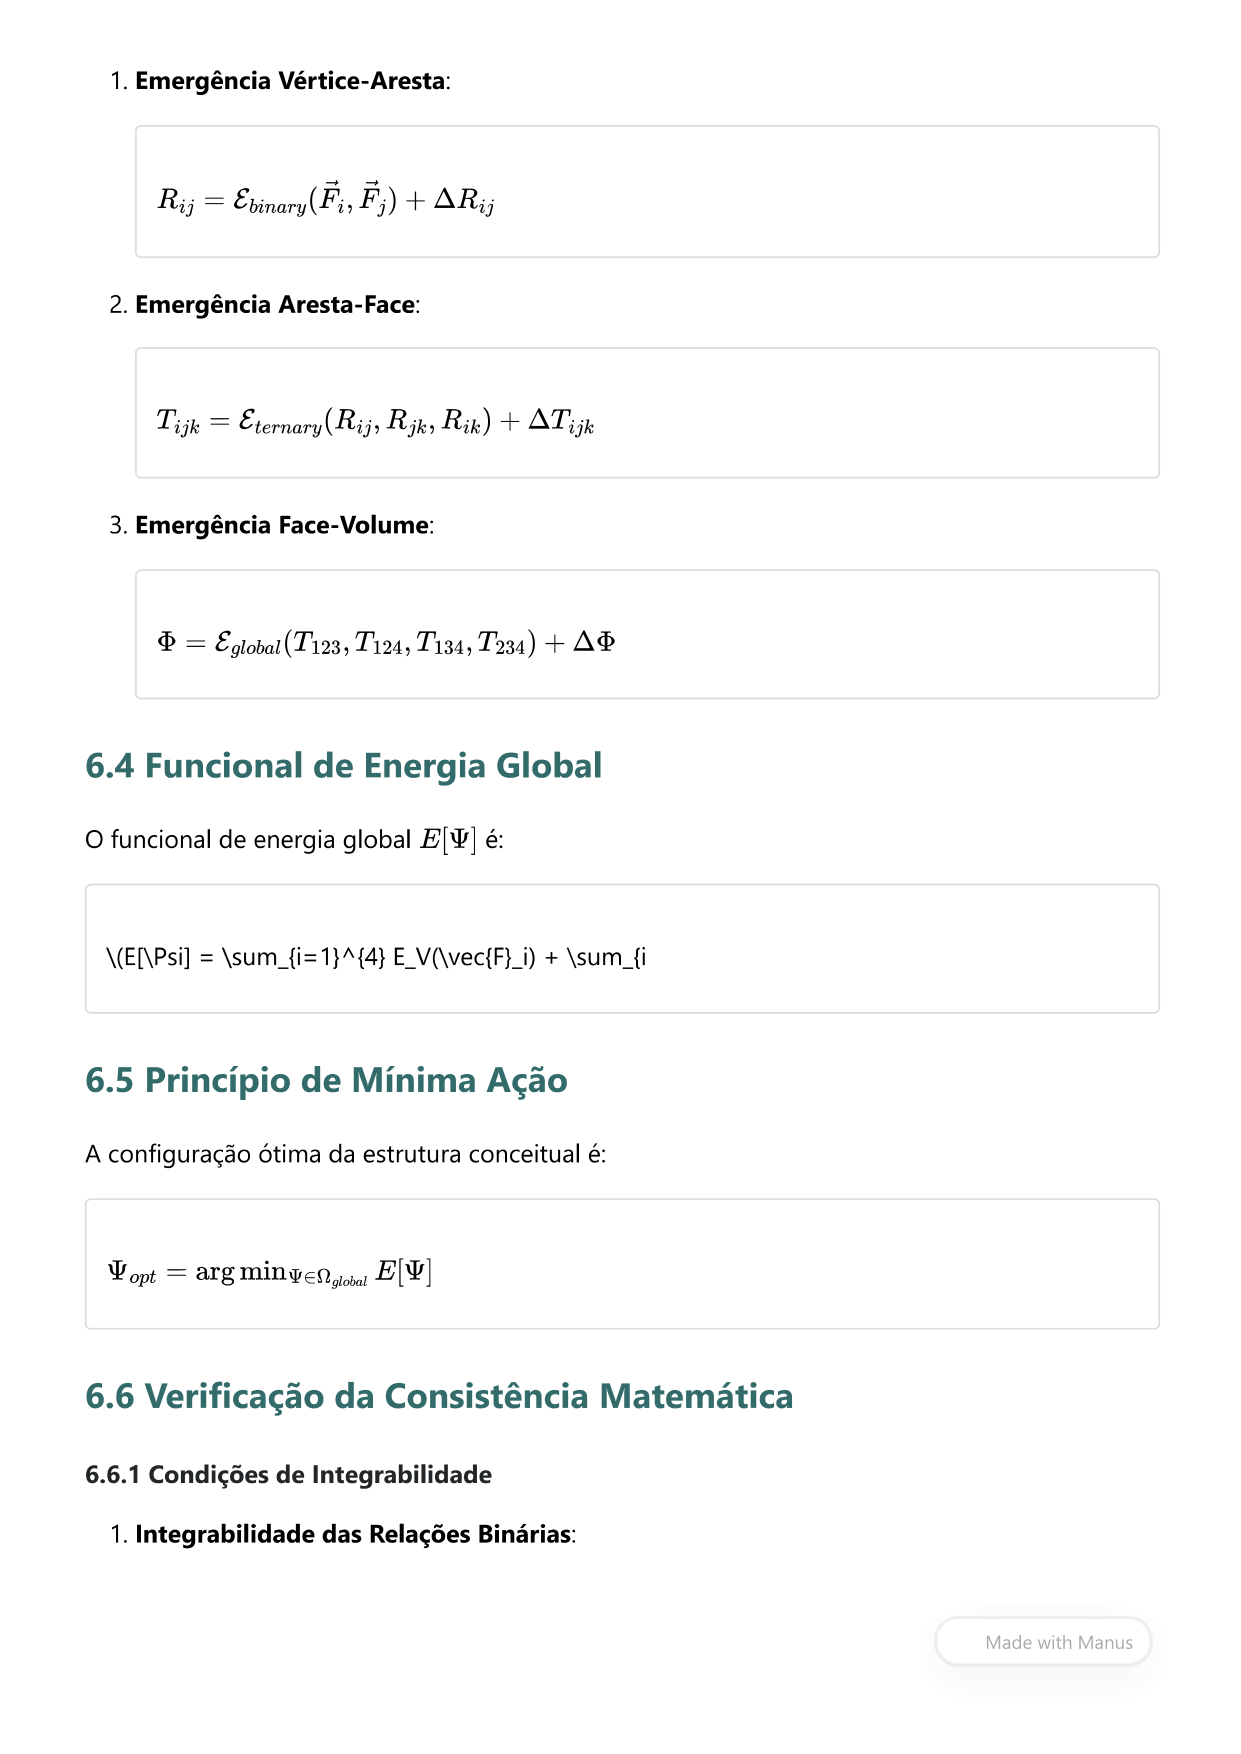 1. Emergência Vértice-Aresta:
$R_{ij} = \mathcal{E}_{binary}(\vec{F}_i, \vec{F}_j) + \Delta R_{ij}$
2. Emergência Aresta-Face:
$T_{ijk} = \mathcal{E}_{ternary}(R_{ij}, R_{jk}, R_{ik}) + \Delta T_{ijk}$
3. Emergência Face-Volume:
$\Phi = \mathcal{E}_{global}(T_{123}, T_{124}, T_{134}, T_{234}) + \Delta\Phi$
6.4 Funcional de Energia Global
O funcional de energia global $E[\Psi]$ é:
\(E[\Psi] = \sum_{i=1}^{4} E_V(\vec{F}_i) + \sum_{i
6.5 Princípio de Mínima Ação
A configuração ótima da estrutura conceitual é:
$\Psi_{opt} = \arg\min_{\Psi \in \Omega_{global}} E[\Psi]$
6.6 Verificação da Consistência Matemática
6.6.1 Condições de Integrabilidade
1. Integrabilidade das Relações Binárias:
Made with Manus